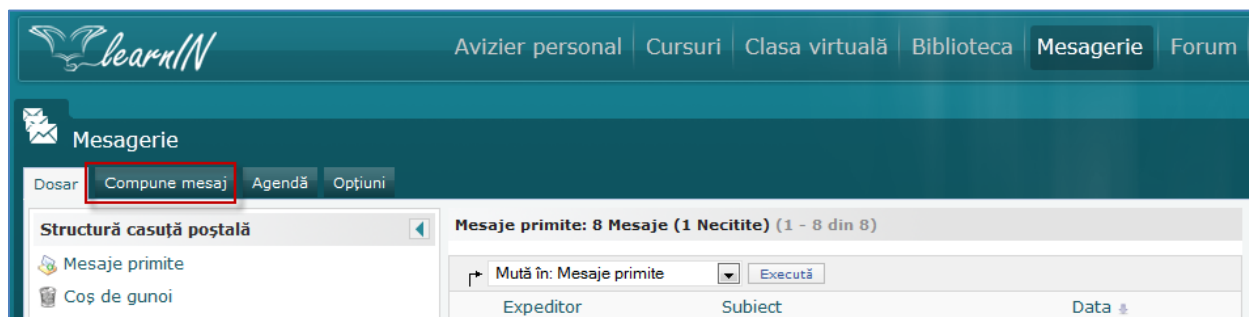 learnIN
Avizier personal Cursuri Clasa virtuală Biblioteca Mesagerie Forum
Mesagerie
Dosar Compune mesaj Agendă Opțiuni
Structură casuță poștală
Mesaje primite
Coș de gunoi
Mesaje primite: 8 Mesaje (1 Necitite) (1 - 8 din 8)
Mută în: Mesaje primite Execută
Expeditor Subiect Data